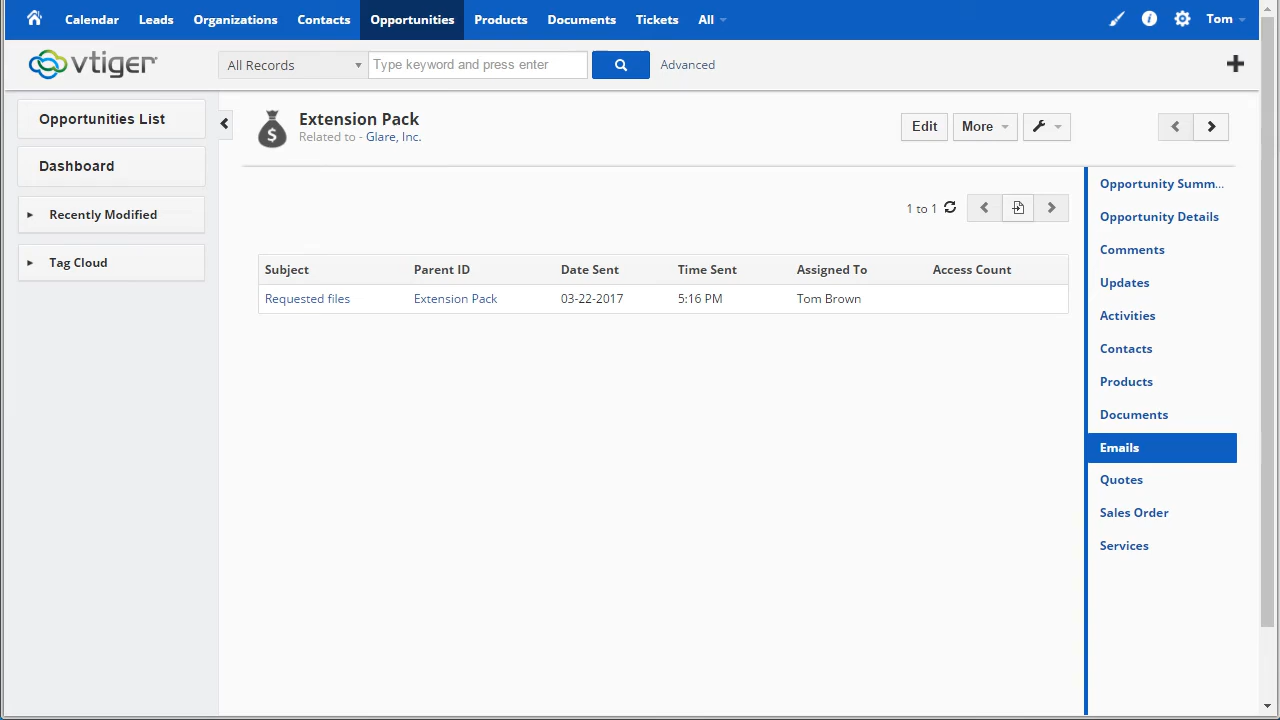 Calendar Leads Organizations Contacts Opportunities Products Documents Tickets All Tom
vtiger All Records Type keyword and press enter Advanced
Opportunities List
Dashboard
Recently Modified
Tag Cloud
Extension Pack
Related to - Glare, Inc.
Edit More
1 to 1
Subject Parent ID Date Sent Time Sent Assigned To Access Count
Requested files Extension Pack 03-22-2017 5:16 PM Tom Brown
Opportunity Summ...
Opportunity Details
Comments
Updates
Activities
Contacts
Products
Documents
Emails
Quotes
Sales Order
Services